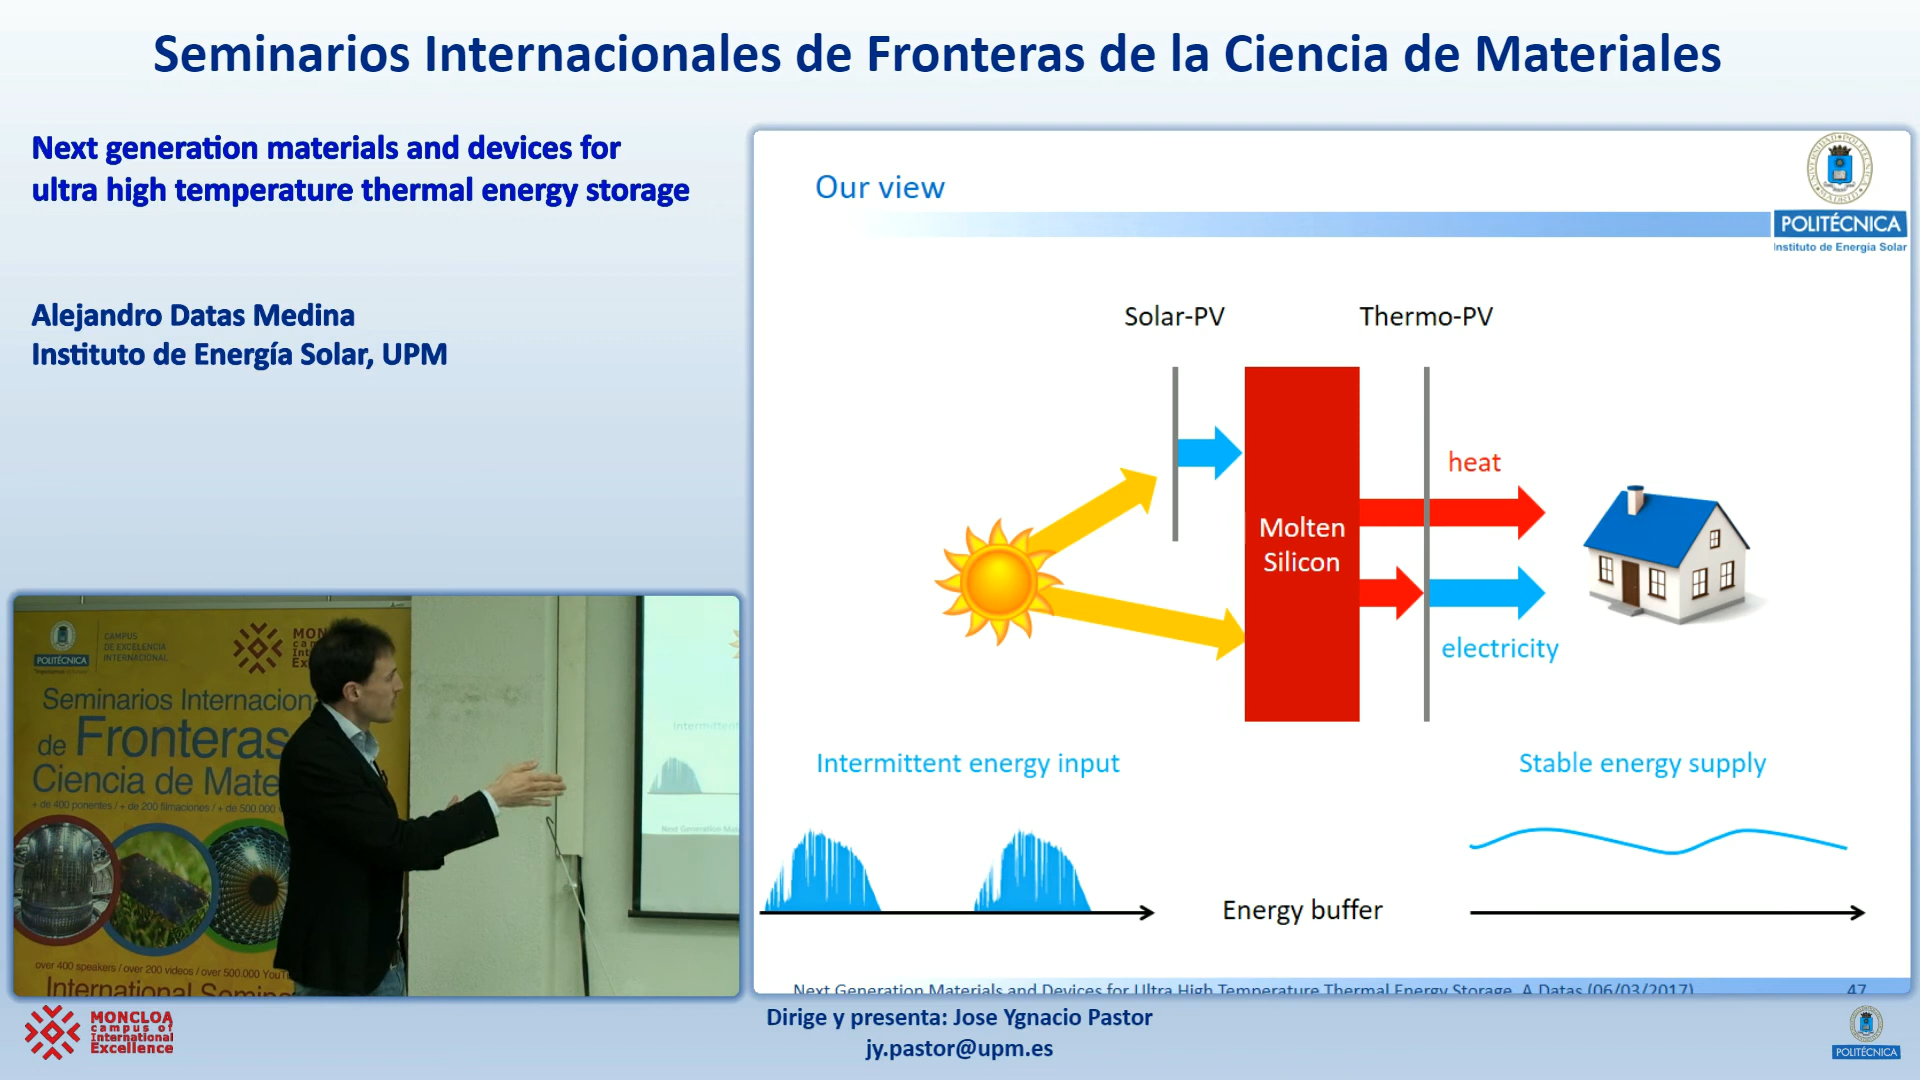 Seminarios Internacionales de Fronteras de la Ciencia de Materiales
Next generation materials and devices for
ultra high temperature thermal energy storage
Alejandro Datas Medina
Instituto de Energía Solar, UPM
Our view
POLITÉCNICA
Instituto de Energía Solar
Solar-PV
Thermo-PV
heat
Molten
Silicon
electricity
Intermittent energy input
Stable energy supply
Energy buffer
Next Generation Materials and Devices for Ultra High Temperature Thermal Energy Storage. A.Datas (06/03/2017)
47
POLITÉCNICA
CAMPUS
DE EXCELENCIA
INTERNACIONAL
Seminarios Internacion
de Fronteras
Ciencia de Mate
+ de 400 ponentes / + de 200 filmaciones / + de 500.000
over 400 speakers / over 200 videos / over 500.000 YouTu
International Semina
Intermittent
MONCLOA
campus of
International
Excellence
Dirige y presenta: Jose Ygnacio Pastor
jy.pastor@upm.es
POLITÉCNICA